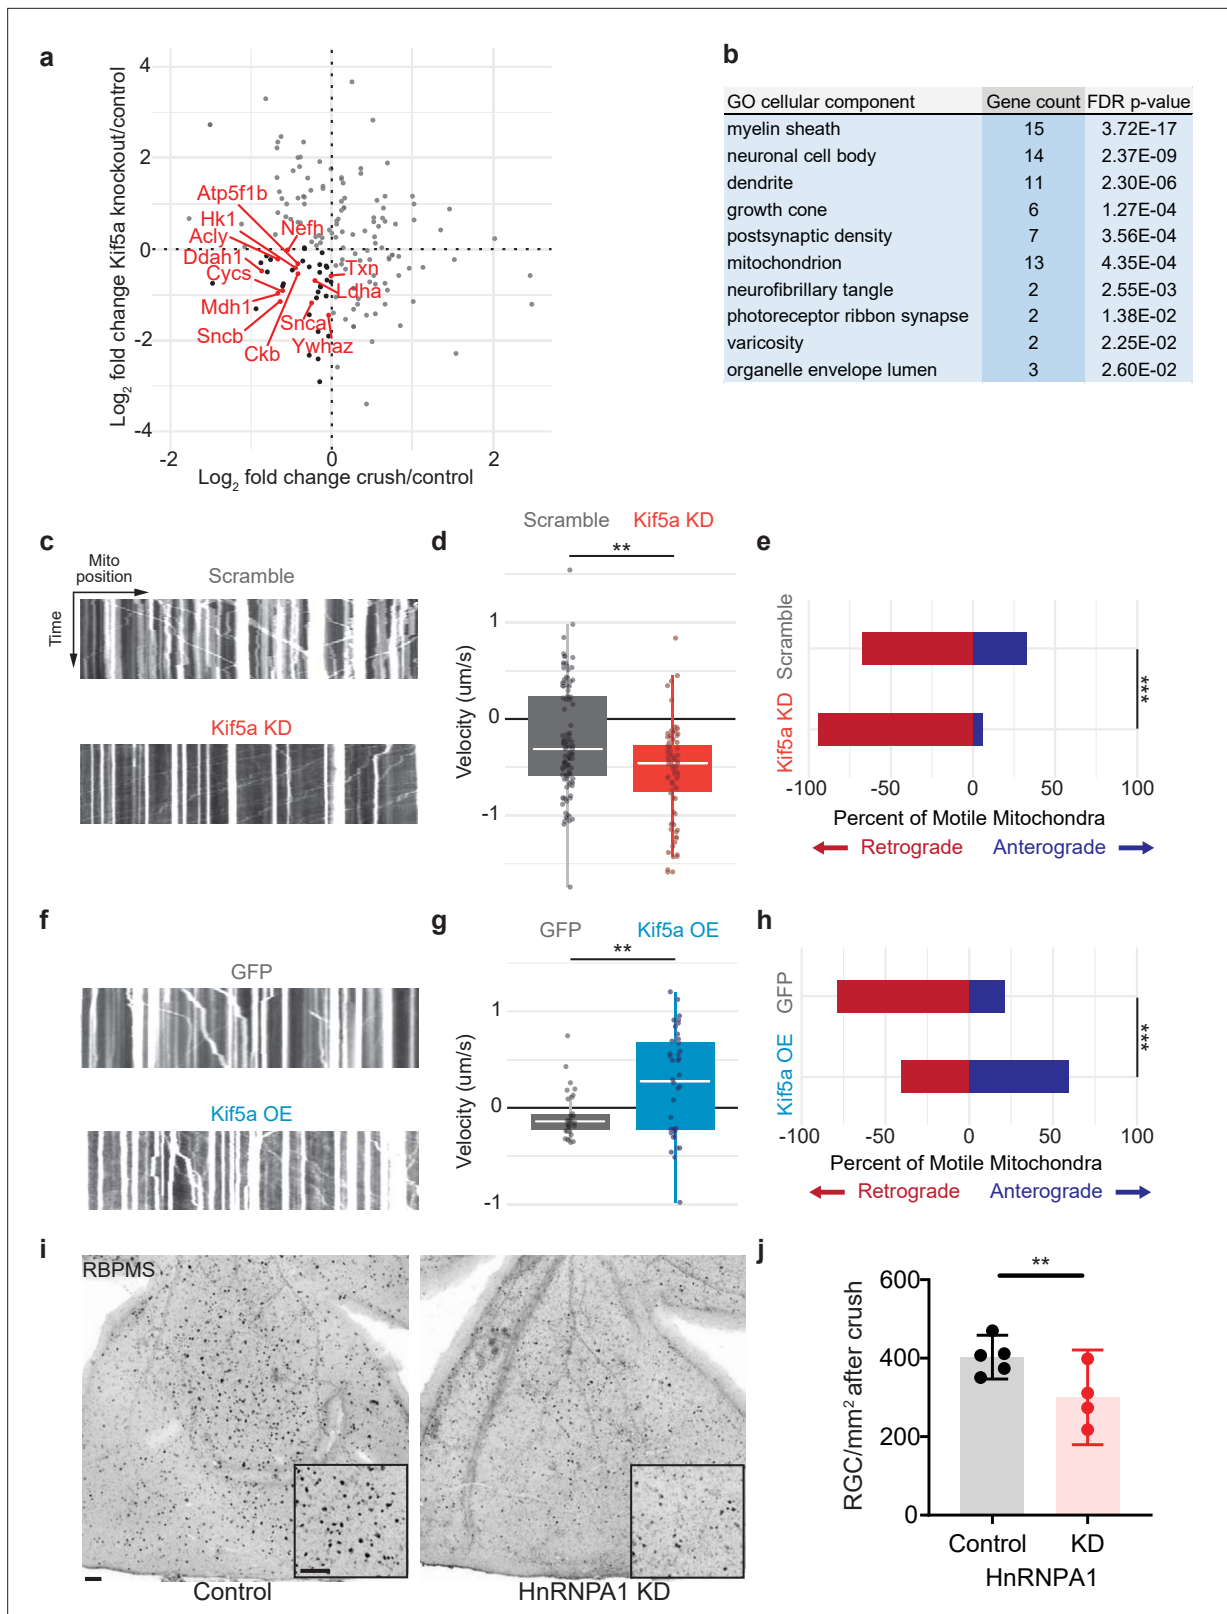 a
Log2 fold change Kif5a knockout/control
4
2
0
-2
-4
Atp5f1b
Hk1
Nefh
Acly
Ddah1
Txn
Cycs
Ldha
Mdh1
Snca
Sncb
Ywhaz
Ckb
-2
0
2
Log2 fold change crush/control
b
GO cellular component Gene count FDR p-value
myelin sheath 15 3.72E-17
neuronal cell body 14 2.37E-09
dendrite 11 2.30E-06
growth cone 6 1.27E-04
postsynaptic density 7 3.56E-04
mitochondrion 13 4.35E-04
neurofibrillary tangle 2 2.55E-03
photoreceptor ribbon synapse 2 1.38E-02
varicosity 2 2.25E-02
organelle envelope lumen 3 2.60E-02
c
Mito
position
Time
Scramble
Kif5a KD
d
Scramble Kif5a KD
**
Velocity (um/s)
1
0
-1
e
Scramble
Kif5a KD
***
-100 -50 0 50 100
Percent of Motile Mitochondra
Retrograde Anterograde
f
GFP
Kif5a OE
g
GFP Kif5a OE
**
Velocity (um/s)
1
0
-1
h
GFP
Kif5a OE
***
-100 -50 0 50 100
Percent of Motile Mitochondra
Retrograde Anterograde
i
RBPMS
Control
HnRNPA1 KD
j
**
RGC/mm2 after crush
600
400
200
0
Control KD
HnRNPA1